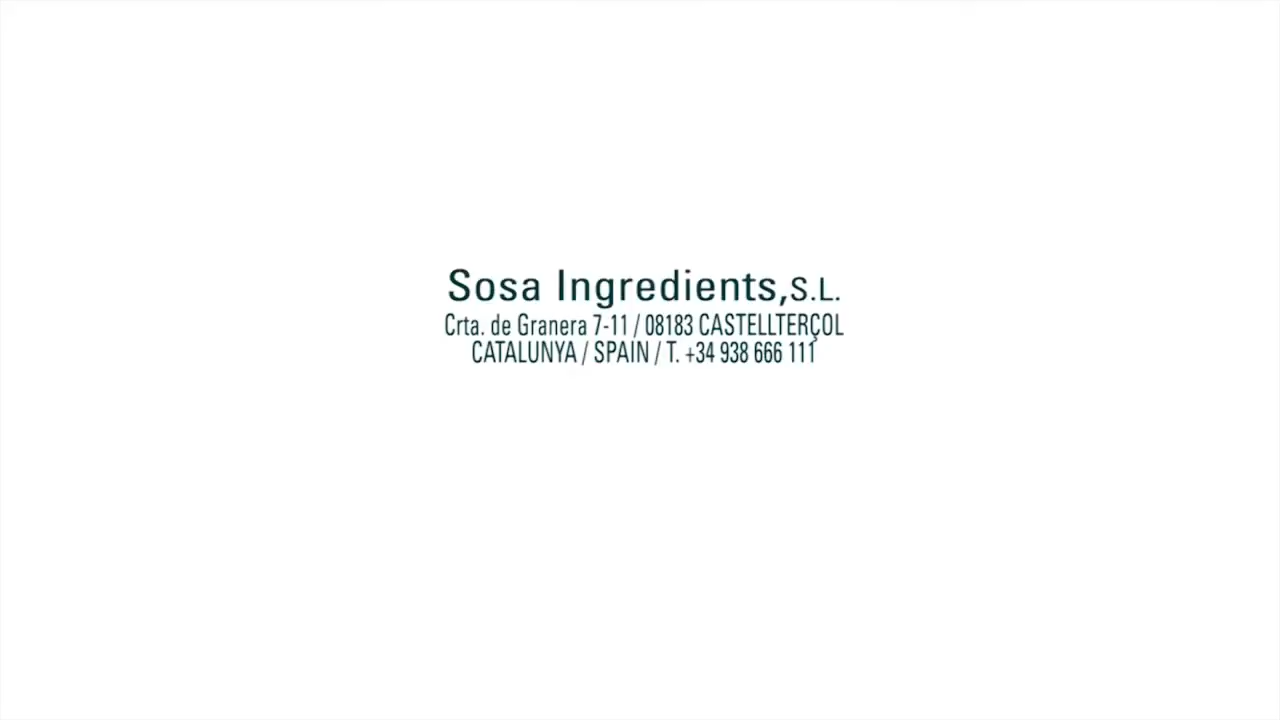 Sosa Ingredients,S.L.
Crta. de Granera 7-11 / 08183 CASTELLTERÇOL
CATALUNYA / SPAIN / T. +34 938 666 111